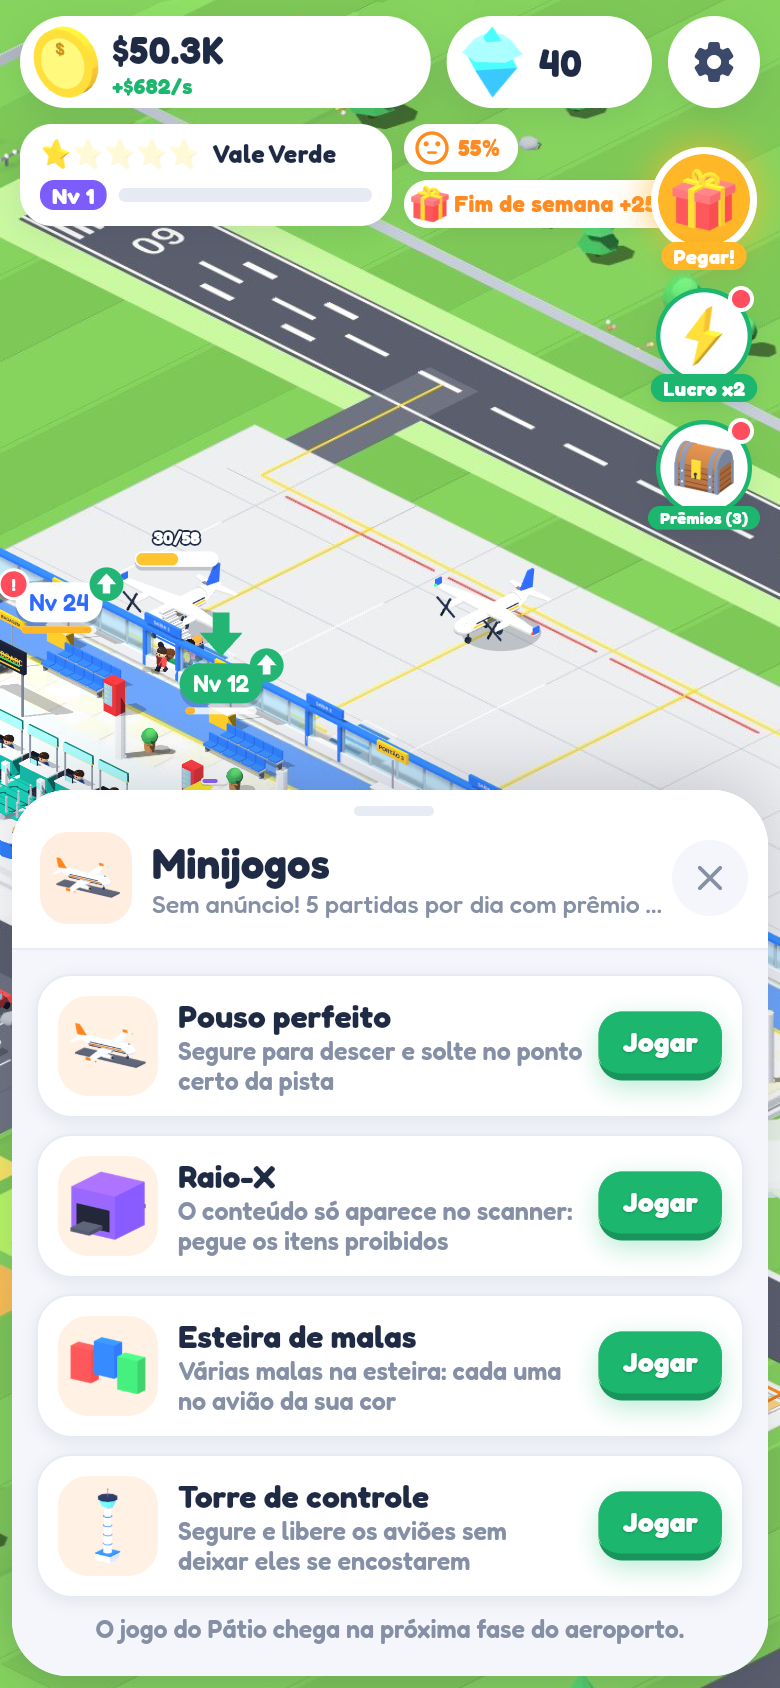 $50.3K
+$682/s
40
Vale Verde
Nv 1
55%
Fim de semana +25
Pegar!
Lucro x2
Prêmios (3)
09
30/58
Nv 24
Nv 12
PORTÃO 3
Minijogos
Sem anúncio! 5 partidas por dia com prêmio ...
Pouso perfeito
Segure para descer e solte no ponto
certo da pista
Jogar
Raio-X
O conteúdo só aparece no scanner:
pegue os itens proibidos
Jogar
Esteira de malas
Várias malas na esteira: cada uma
no avião da sua cor
Jogar
Torre de controle
Segure e libere os aviões sem
deixar eles se encostarem
Jogar
O jogo do Pátio chega na próxima fase do aeroporto.